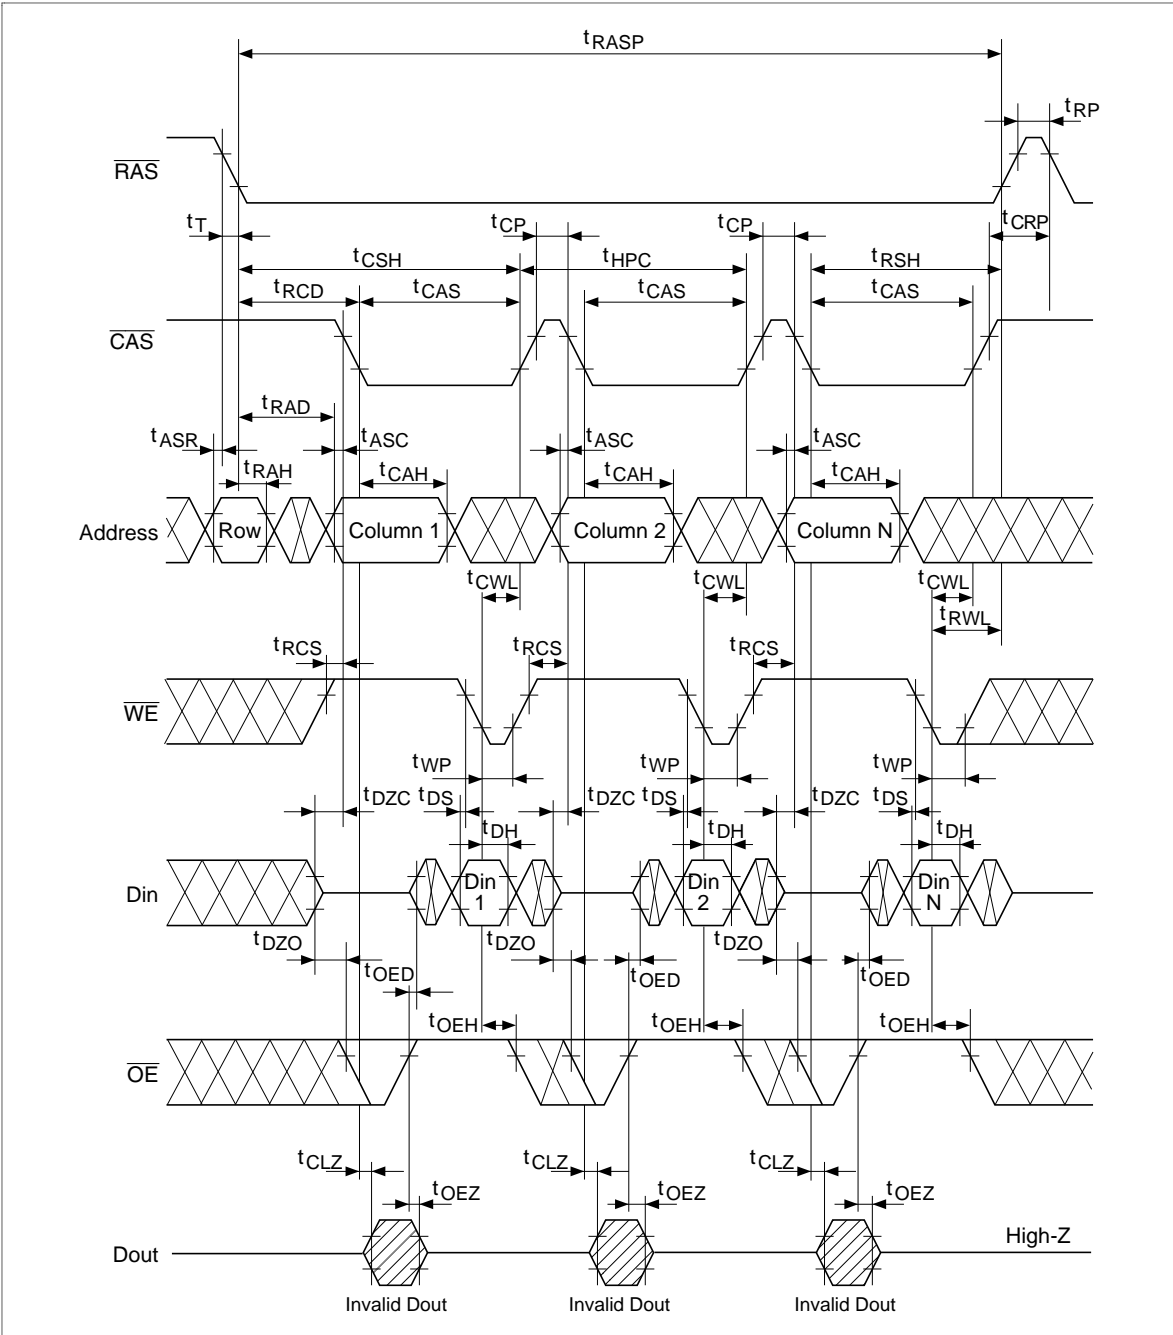 tRASP
tRP
RAS
tT
tCP
tCP
tCRP
tCSH
tHPC
tRSH
tRCD
tCAS
tCAS
tCAS
CAS
tRAD
tASR
tASC
tASC
tASC
tRAH
tCAH
tCAH
tCAH
Address
Row
Column 1
Column 2
Column N
tCWL
tCWL
tCWL
tRWL
tRCS
tRCS
tRCS
WE
tWP
tWP
tWP
tDZC
tDS
tDZC
tDS
tDZC
tDS
tDH
tDH
tDH
Din
Din 1
Din 2
Din N
tDZO
tDZO
tDZO
tOED
tOED
tOED
tOEH
tOEH
tOEH
OE
tCLZ
tCLZ
tCLZ
tOEZ
tOEZ
tOEZ
High-Z
Dout
Invalid Dout
Invalid Dout
Invalid Dout